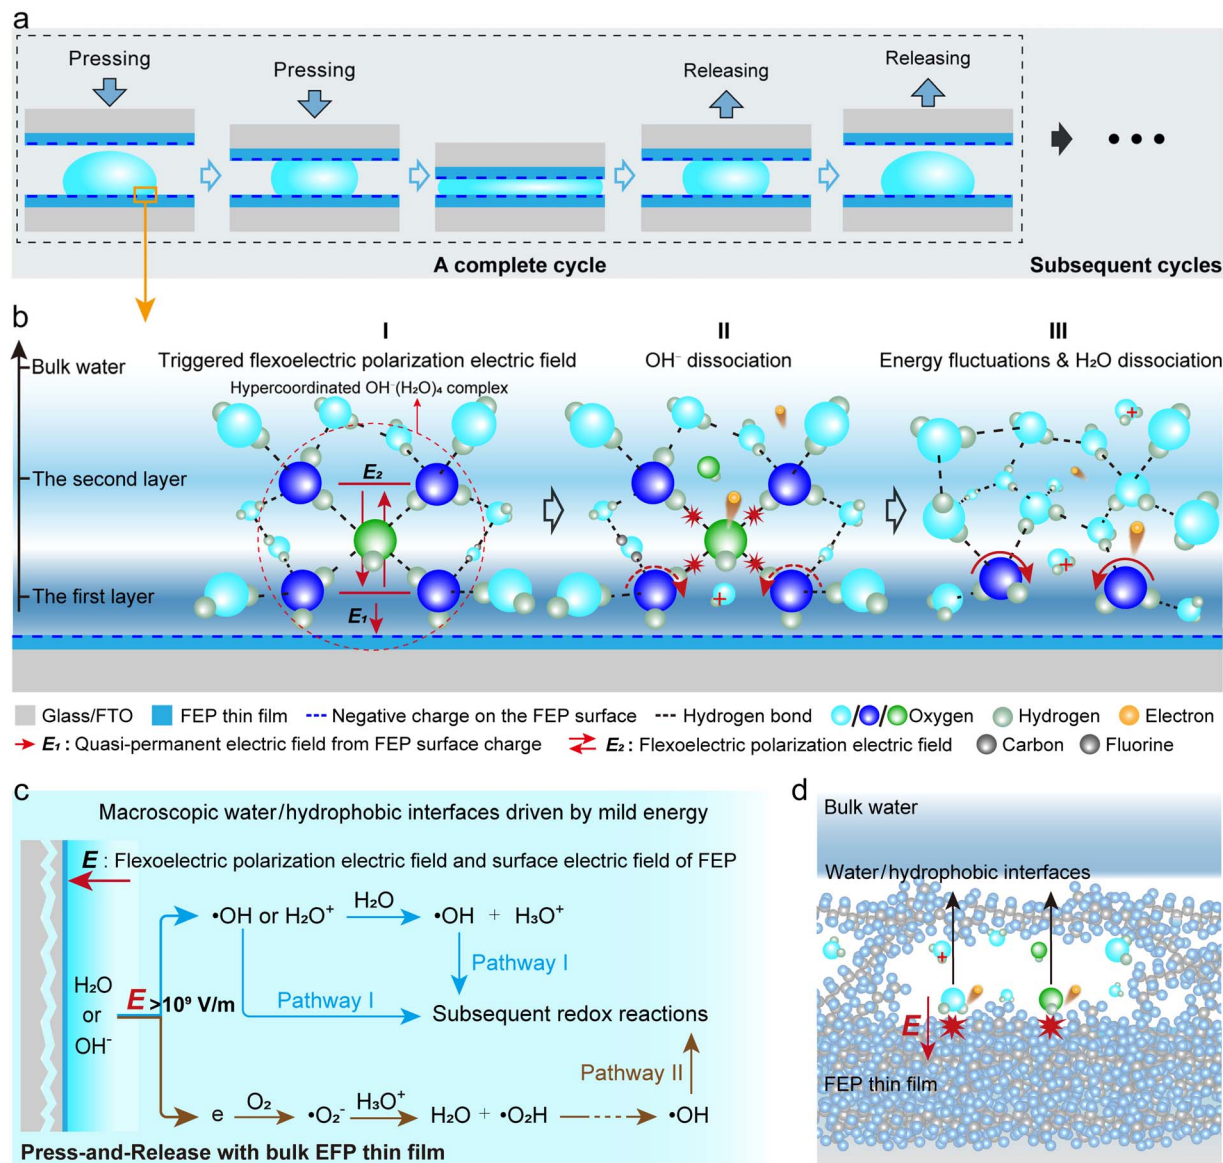 a
Pressing
Pressing
Releasing
Releasing
A complete cycle
Subsequent cycles
b
I
II
III
Bulk water
Triggered flexoelectric polarization electric field
OH⁻ dissociation
Energy fluctuations & H₂O dissociation
Hypercoordinated OH⁻(H₂O)₄ complex
The second layer
E₂
The first layer
E₁
+
+
+
Glass/FTO
FEP thin film
Negative charge on the FEP surface
Hydrogen bond
/ / Oxygen
Hydrogen
Electron
E₁ : Quasi-permanent electric field from FEP surface charge
E₂ : Flexoelectric polarization electric field
Carbon
Fluorine
c
Macroscopic water/hydrophobic interfaces driven by mild energy
E : Flexoelectric polarization electric field and surface electric field of FEP
•OH or H₂O⁺
H₂O
•OH + H₃O⁺
Pathway I
Pathway I
H₂O
or
OH⁻
E >10⁹ V/m
Subsequent redox reactions
Pathway II
e
O₂
•O₂⁻
H₃O⁺
H₂O + •O₂H
•OH
Press-and-Release with bulk EFP thin film
d
Bulk water
Water/hydrophobic interfaces
+
E
FEP thin film